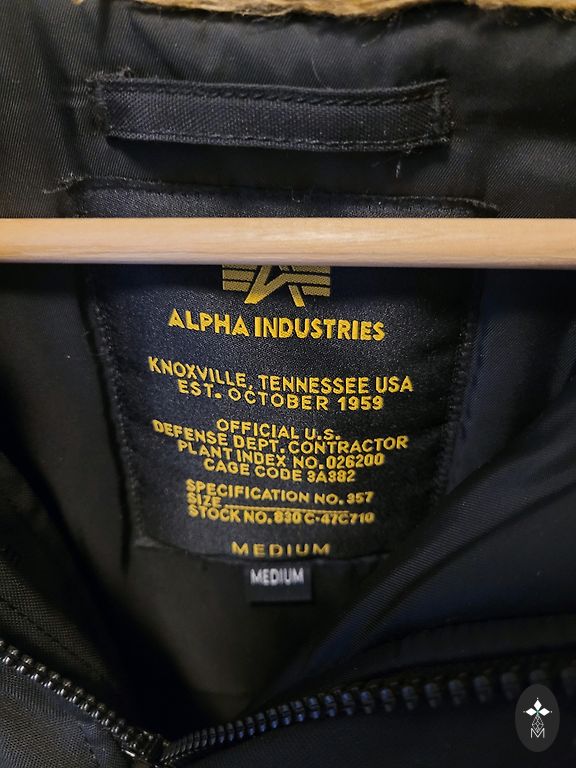 ALPHA INDUSTRIES
KNOXVILLE, TENNESSEE USA
EST. OCTOBER 1959
OFFICIAL U.S.
DEFENSE DEPT. CONTRACTOR
PLANT INDEX NO. 026200
CAGE CODE 3A382
SPECIFICATION NO. 357
SIZE
STOCK NO. 830 C-47C710
MEDIUM
MEDIUM
M